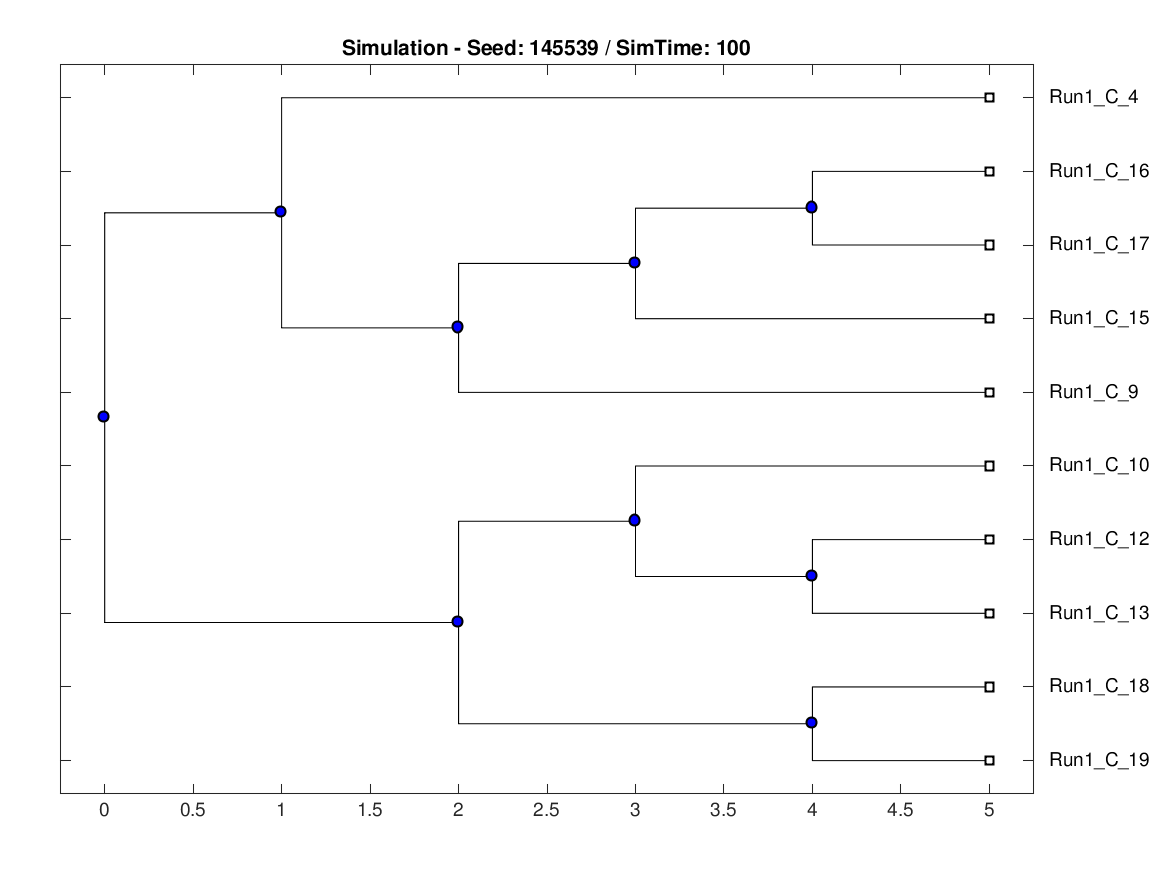 Simulation - Seed: 145539 / SimTime: 100
Run1_C_4
Run1_C_16
Run1_C_17
Run1_C_15
Run1_C_9
Run1_C_10
Run1_C_12
Run1_C_13
Run1_C_18
Run1_C_19
0 0.5 1 1.5 2 2.5 3 3.5 4 4.5 5